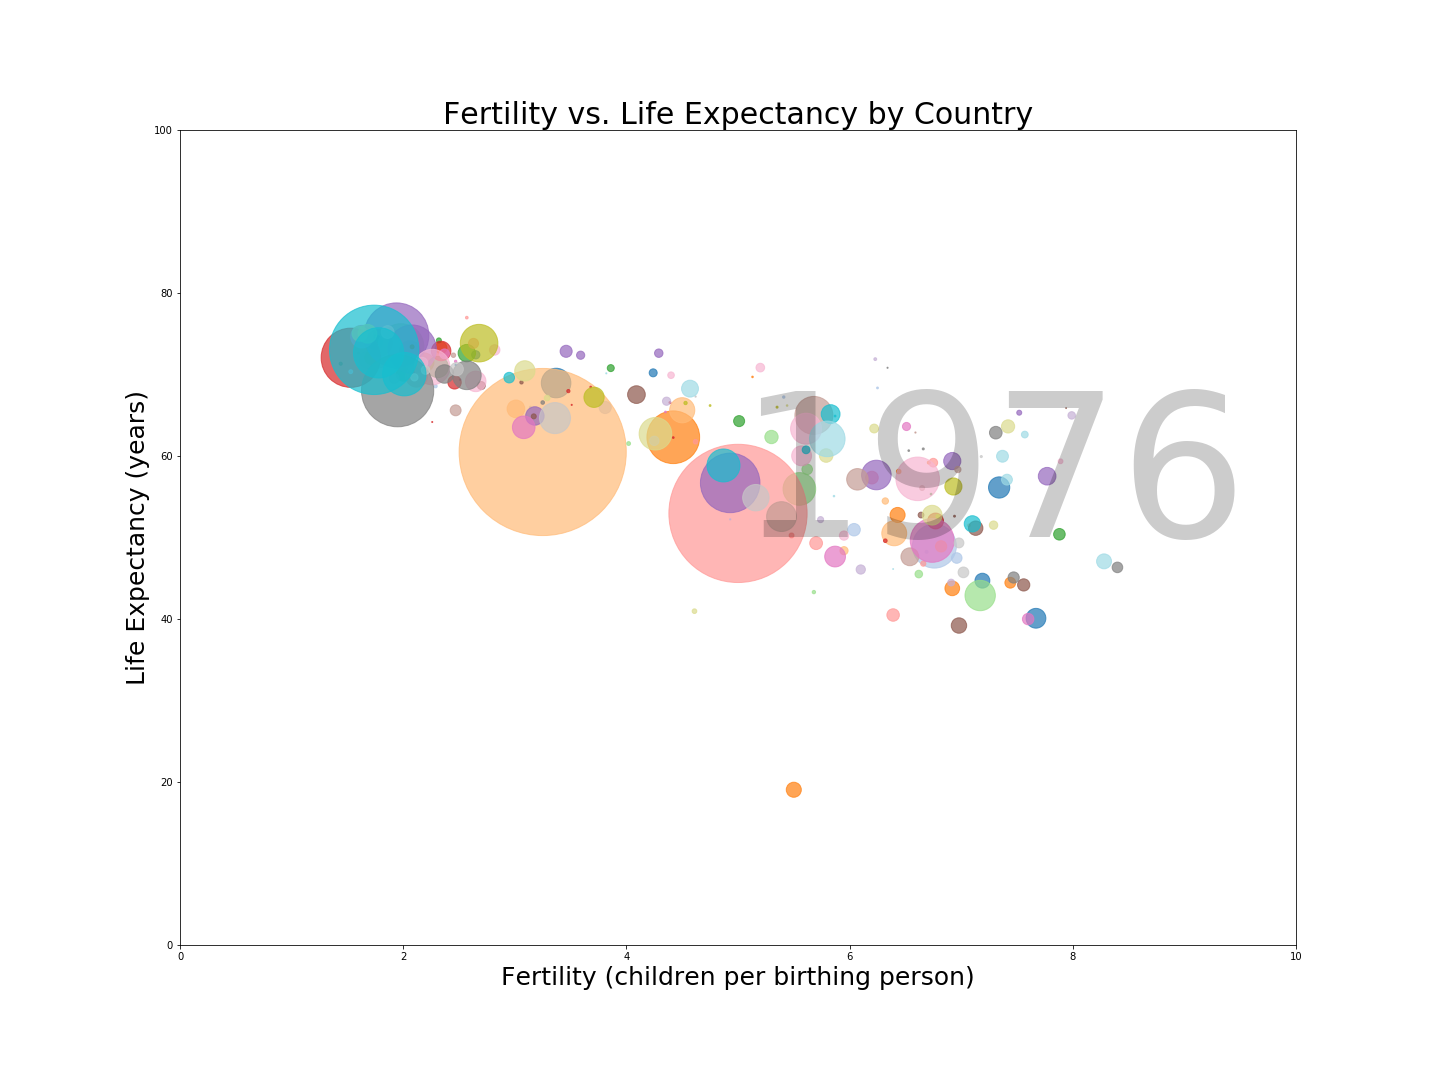 Fertility vs. Life Expectancy by Country
100
80
60
40
20
0
Life Expectancy (years)
1976
0 2 4 6 8 10
Fertility (children per birthing person)